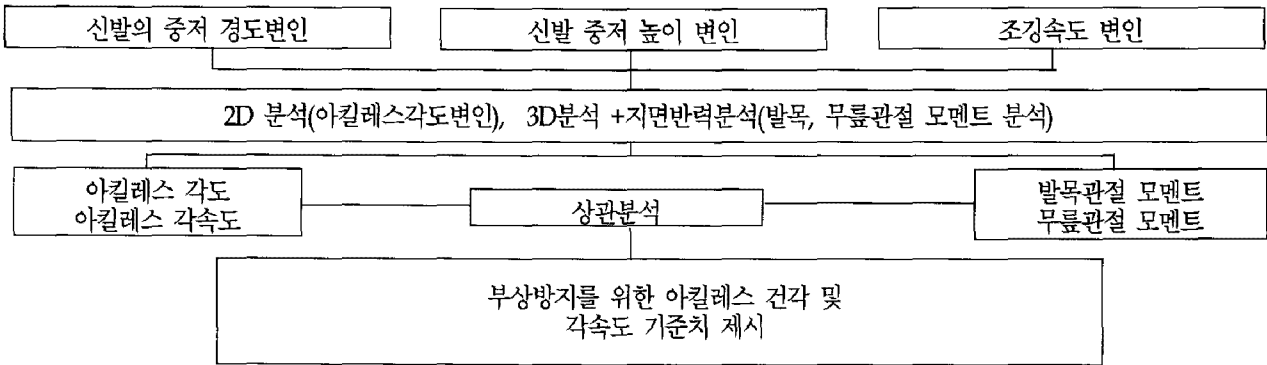 신발의 중저 경도변인
신발 중저 높이 변인
조깅속도 변인
2D 분석(아킬레스각도변인), 3D분석 +지면반력분석(발목, 무릎관절 모멘트 분석)
아킬레스 각도
아킬레스 각속도
상관분석
발목관절 모멘트
무릎관절 모멘트
부상방지를 위한 아킬레스 건각 및
각속도 기준치 제시